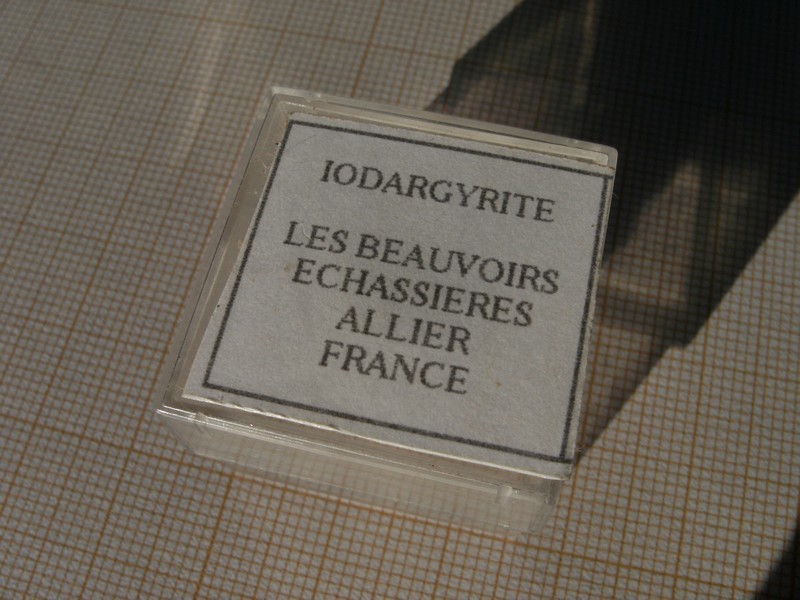 IODARGYRITE
LES BEAUVOIRS
ECHASSIERES
ALLIER
FRANCE